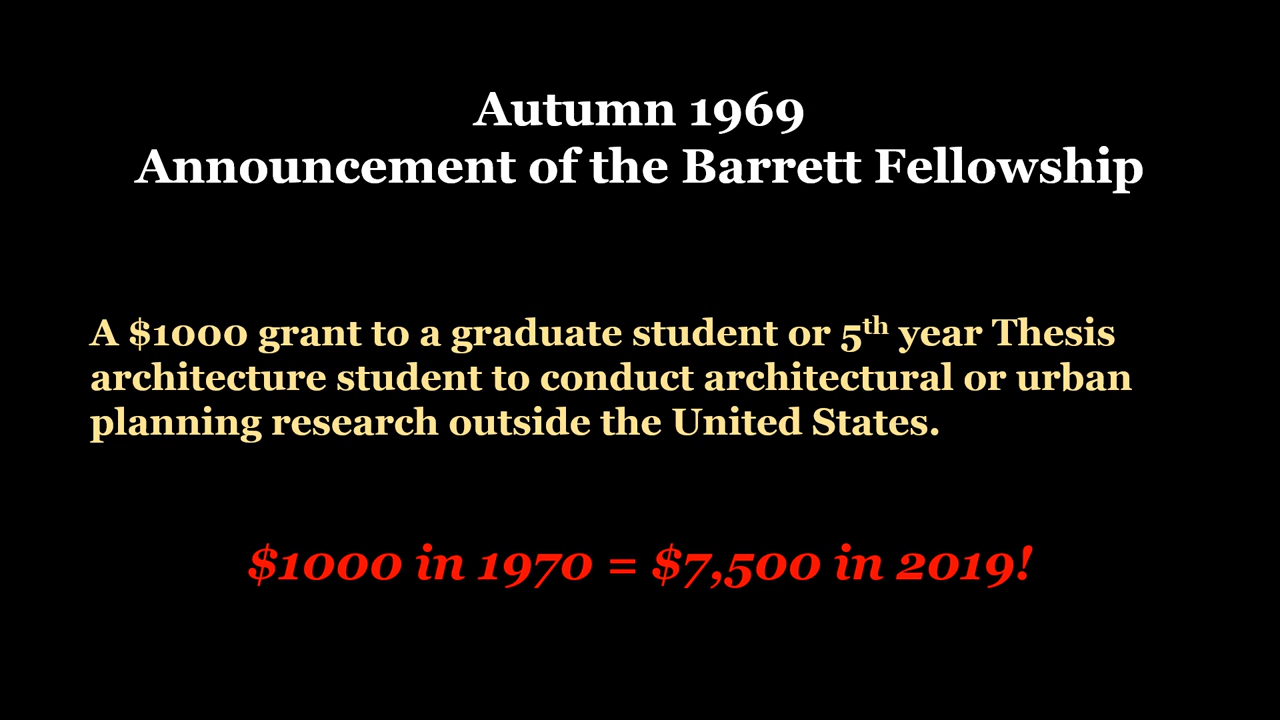 Autumn 1969
Announcement of the Barrett Fellowship
A $1000 grant to a graduate student or 5th year Thesis
architecture student to conduct architectural or urban
planning research outside the United States.
$1000 in 1970 = $7,500 in 2019!